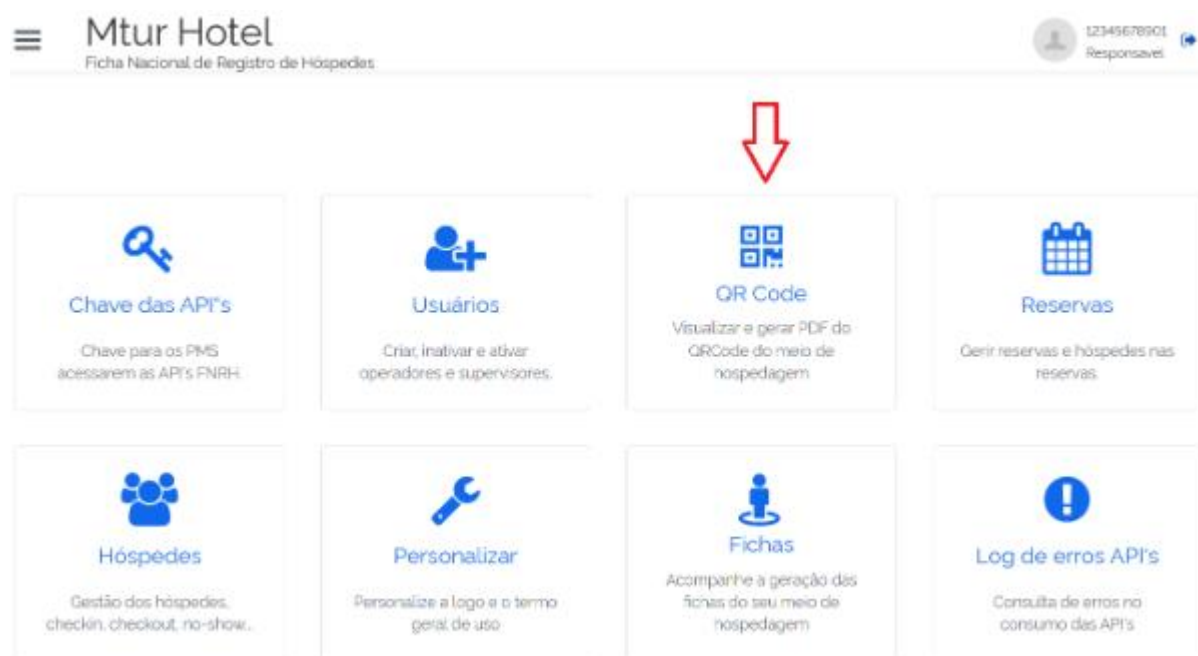 Mtur Hotel
Ficha Nacional de Registro de Hóspedes
12345678901
Responsavel
Chave das API"s
Chave para os PMS
acessarem as API's FNRH.
Usuários
Criar, inativar e ativar
operadores e supervisores.
QR Code
Visualizar e gerar PDF do
QRCode do meio de
hospedagem
Reservas
Gerir reservas e hóspedes nas
reservas
Hóspedes
Gestão dos hóspedes,
checkin, checkout, no-show...
Personalizar
Personalize a logo e o termo
geral de uso
Fichas
Acompanhe a geração das
fichas do seu meio de
hospedagem
Log de erros API's
Consulta de erros no
consumo das API's